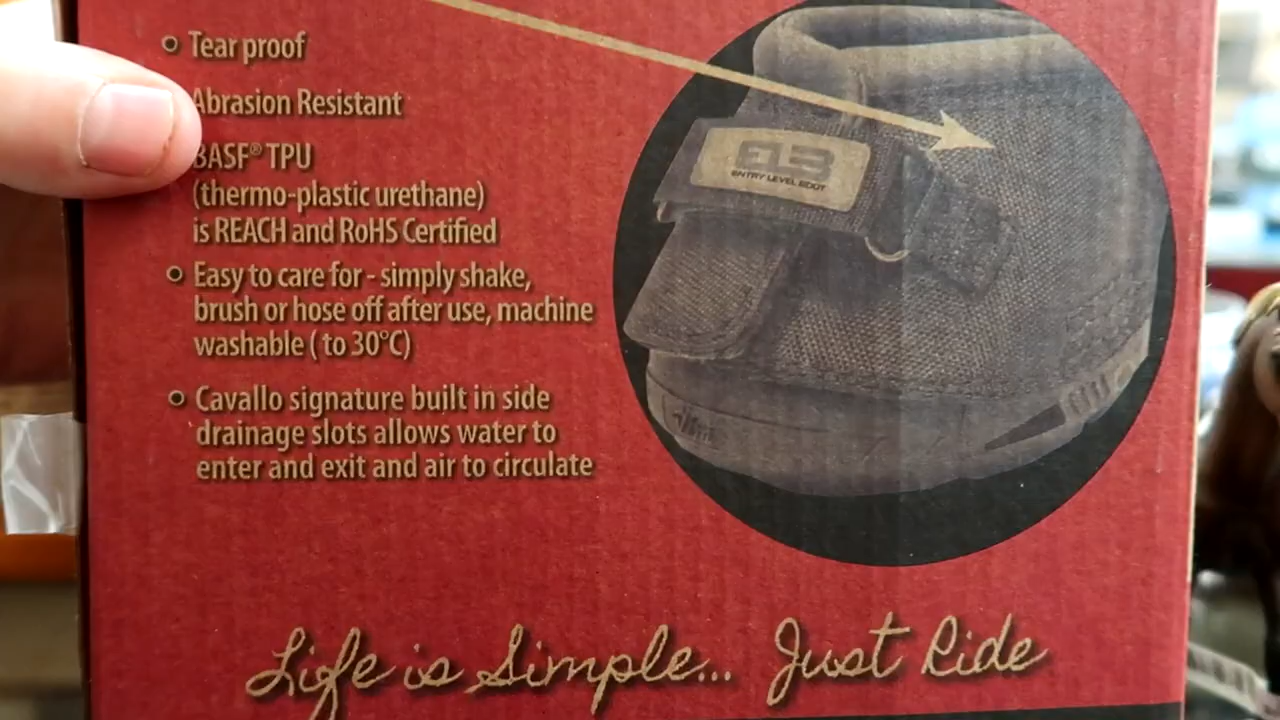 Tear proof
Abrasion Resistant
BASF® TPU
(thermo-plastic urethane)
is REACH and RoHS Certified
Easy to care for - simply shake,
brush or hose off after use, machine
washable ( to 30°C)
Cavallo signature built in side
drainage slots allows water to
enter and exit and air to circulate
ENTRY LEVEL BOOT
Life is Simple... Just Ride